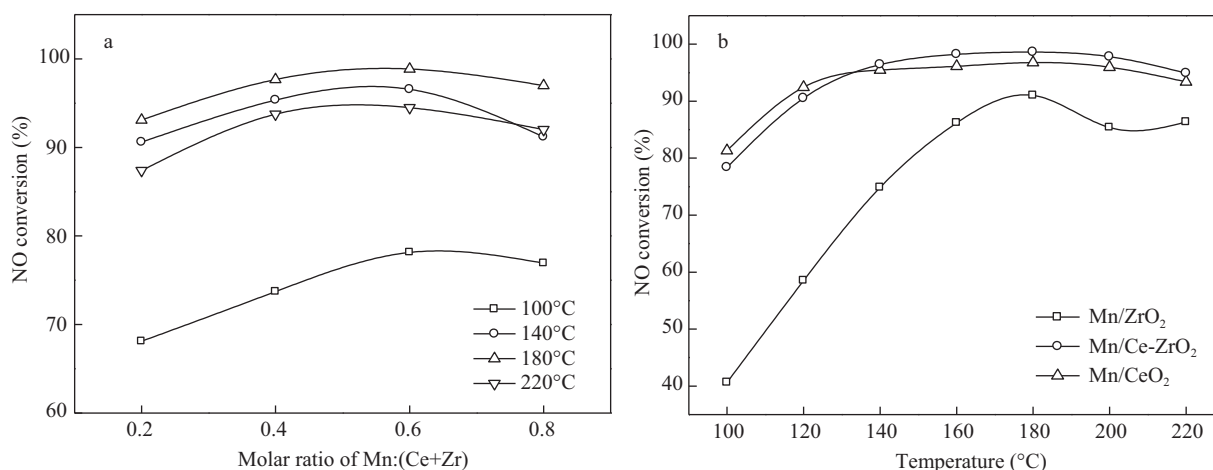 a
NO conversion (%)
100
90
80
70
60
0.2 0.4 0.6 0.8
Molar ratio of Mn:(Ce+Zr)
100°C
140°C
180°C
220°C
b
NO conversion (%)
100
90
80
70
60
50
40
100 120 140 160 180 200 220
Temperature (°C)
Mn/ZrO₂
Mn/Ce-ZrO₂
Mn/CeO₂